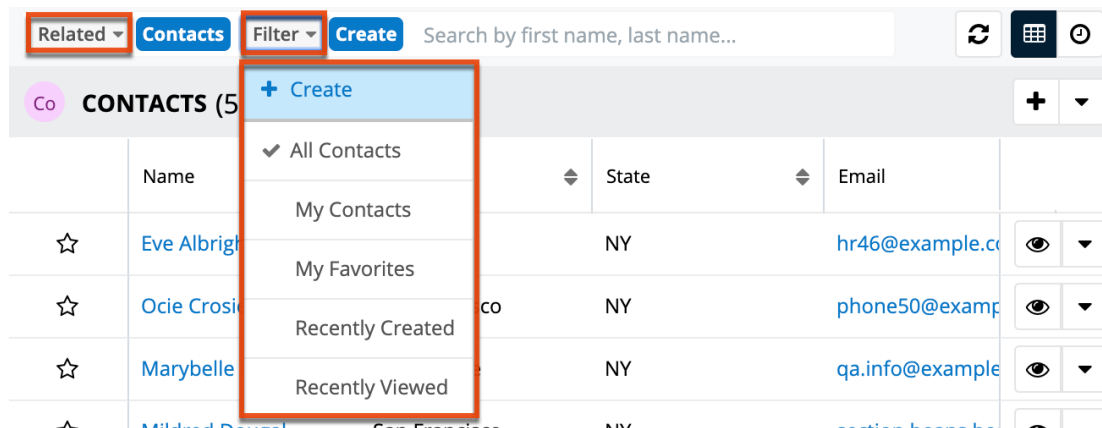 Related Contacts Filter Create Search by first name, last name...
Create
Co CONTACTS (5
All Contacts
Name State Email
My Contacts
Eve Albrigh NY hr46@example.co
My Favorites
Ocie Crosi co NY phone50@examp
Recently Created
Marybelle NY qa.info@example
Recently Viewed